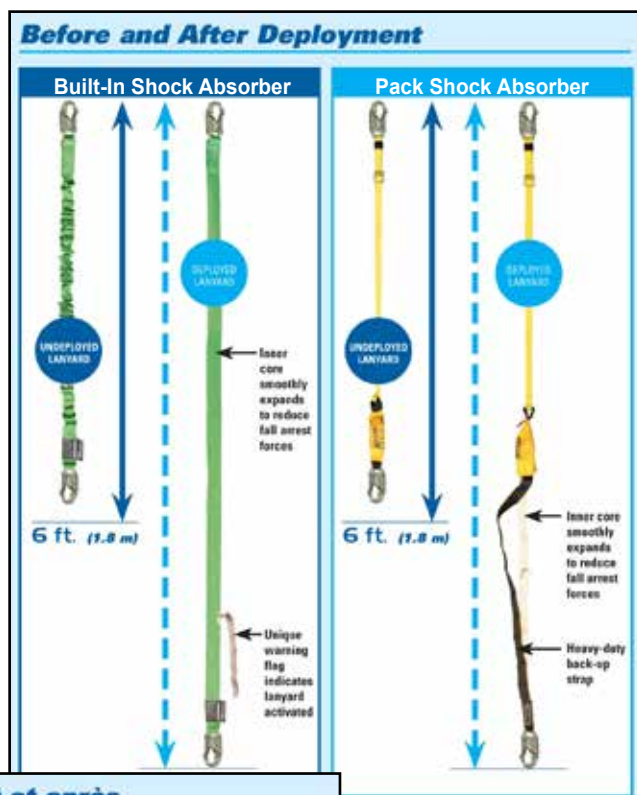 Before and After Deployment
Built-In Shock Absorber
UNDEPLOYED
LANYARD
6 ft. (1.8 m)
DEPLOYED
LANYARD
Inner
core
smoothly
expands
to reduce
fall arrest
forces
Unique
warning
flag
indicates
lanyard
activated
Pack Shock Absorber
UNDEPLOYED
LANYARD
6 ft. (1.8 m)
DEPLOYED
LANYARD
Inner core
smoothly
expands
to reduce
fall arrest
forces
Heavy-duty
back-up
strap
et après